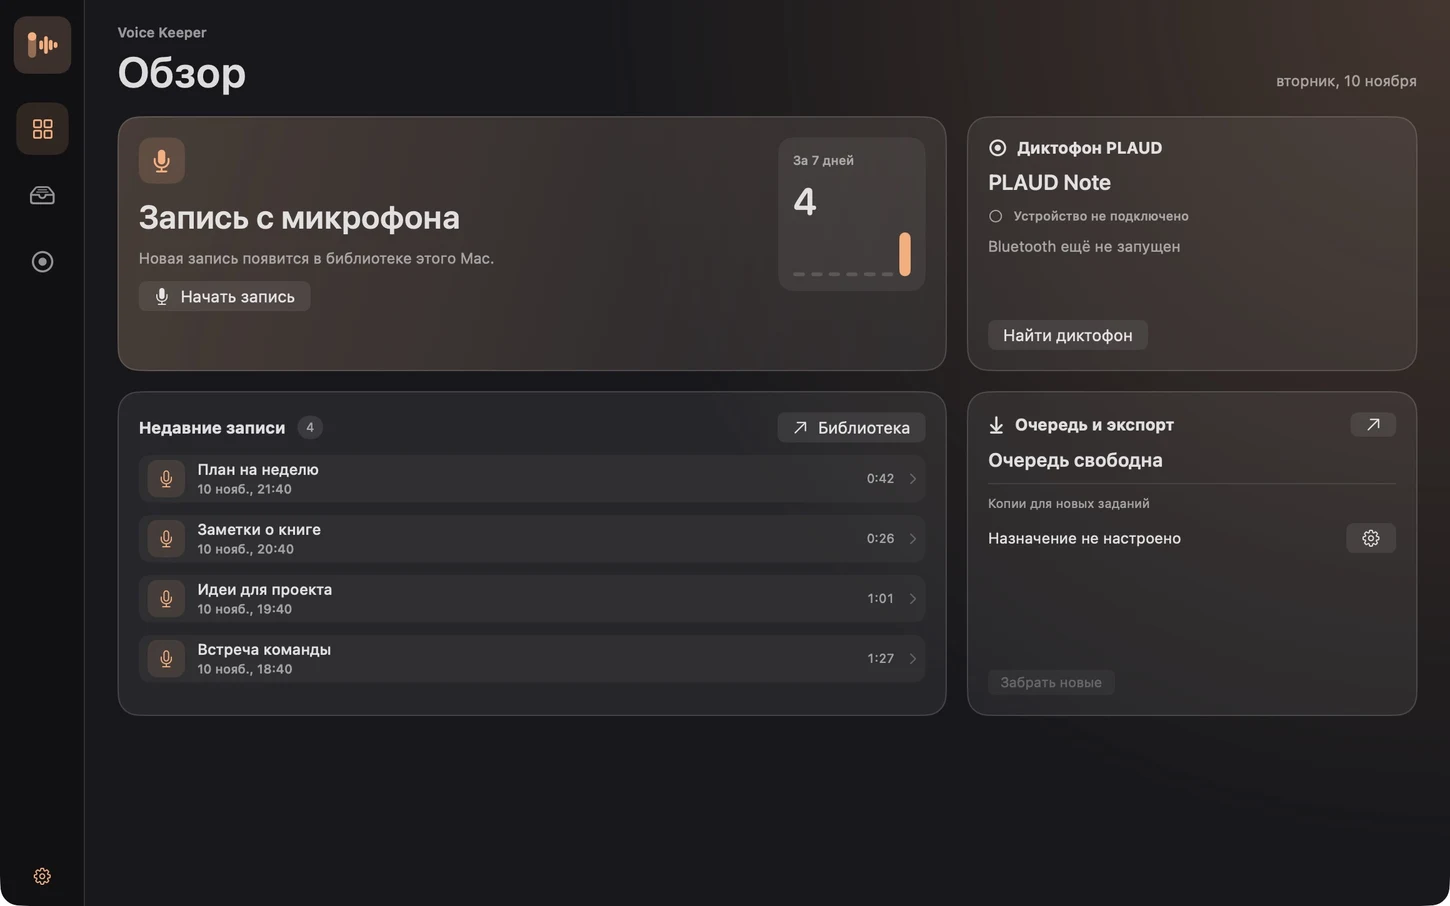 Voice Keeper
Обзор
вторник, 10 ноября
Запись с микрофона
Новая запись появится в библиотеке этого Mac.
Начать запись
За 7 дней
4
Диктофон PLAUD
PLAUD Note
Устройство не подключено
Bluetooth ещё не запущен
Найти диктофон
Недавние записи 4
Библиотека
План на неделю
10 нояб., 21:40
0:42
Заметки о книге
10 нояб., 20:40
0:26
Идеи для проекта
10 нояб., 19:40
1:01
Встреча команды
10 нояб., 18:40
1:27
Очередь и экспорт
Очередь свободна
Копии для новых заданий
Назначение не настроено
Забрать новые